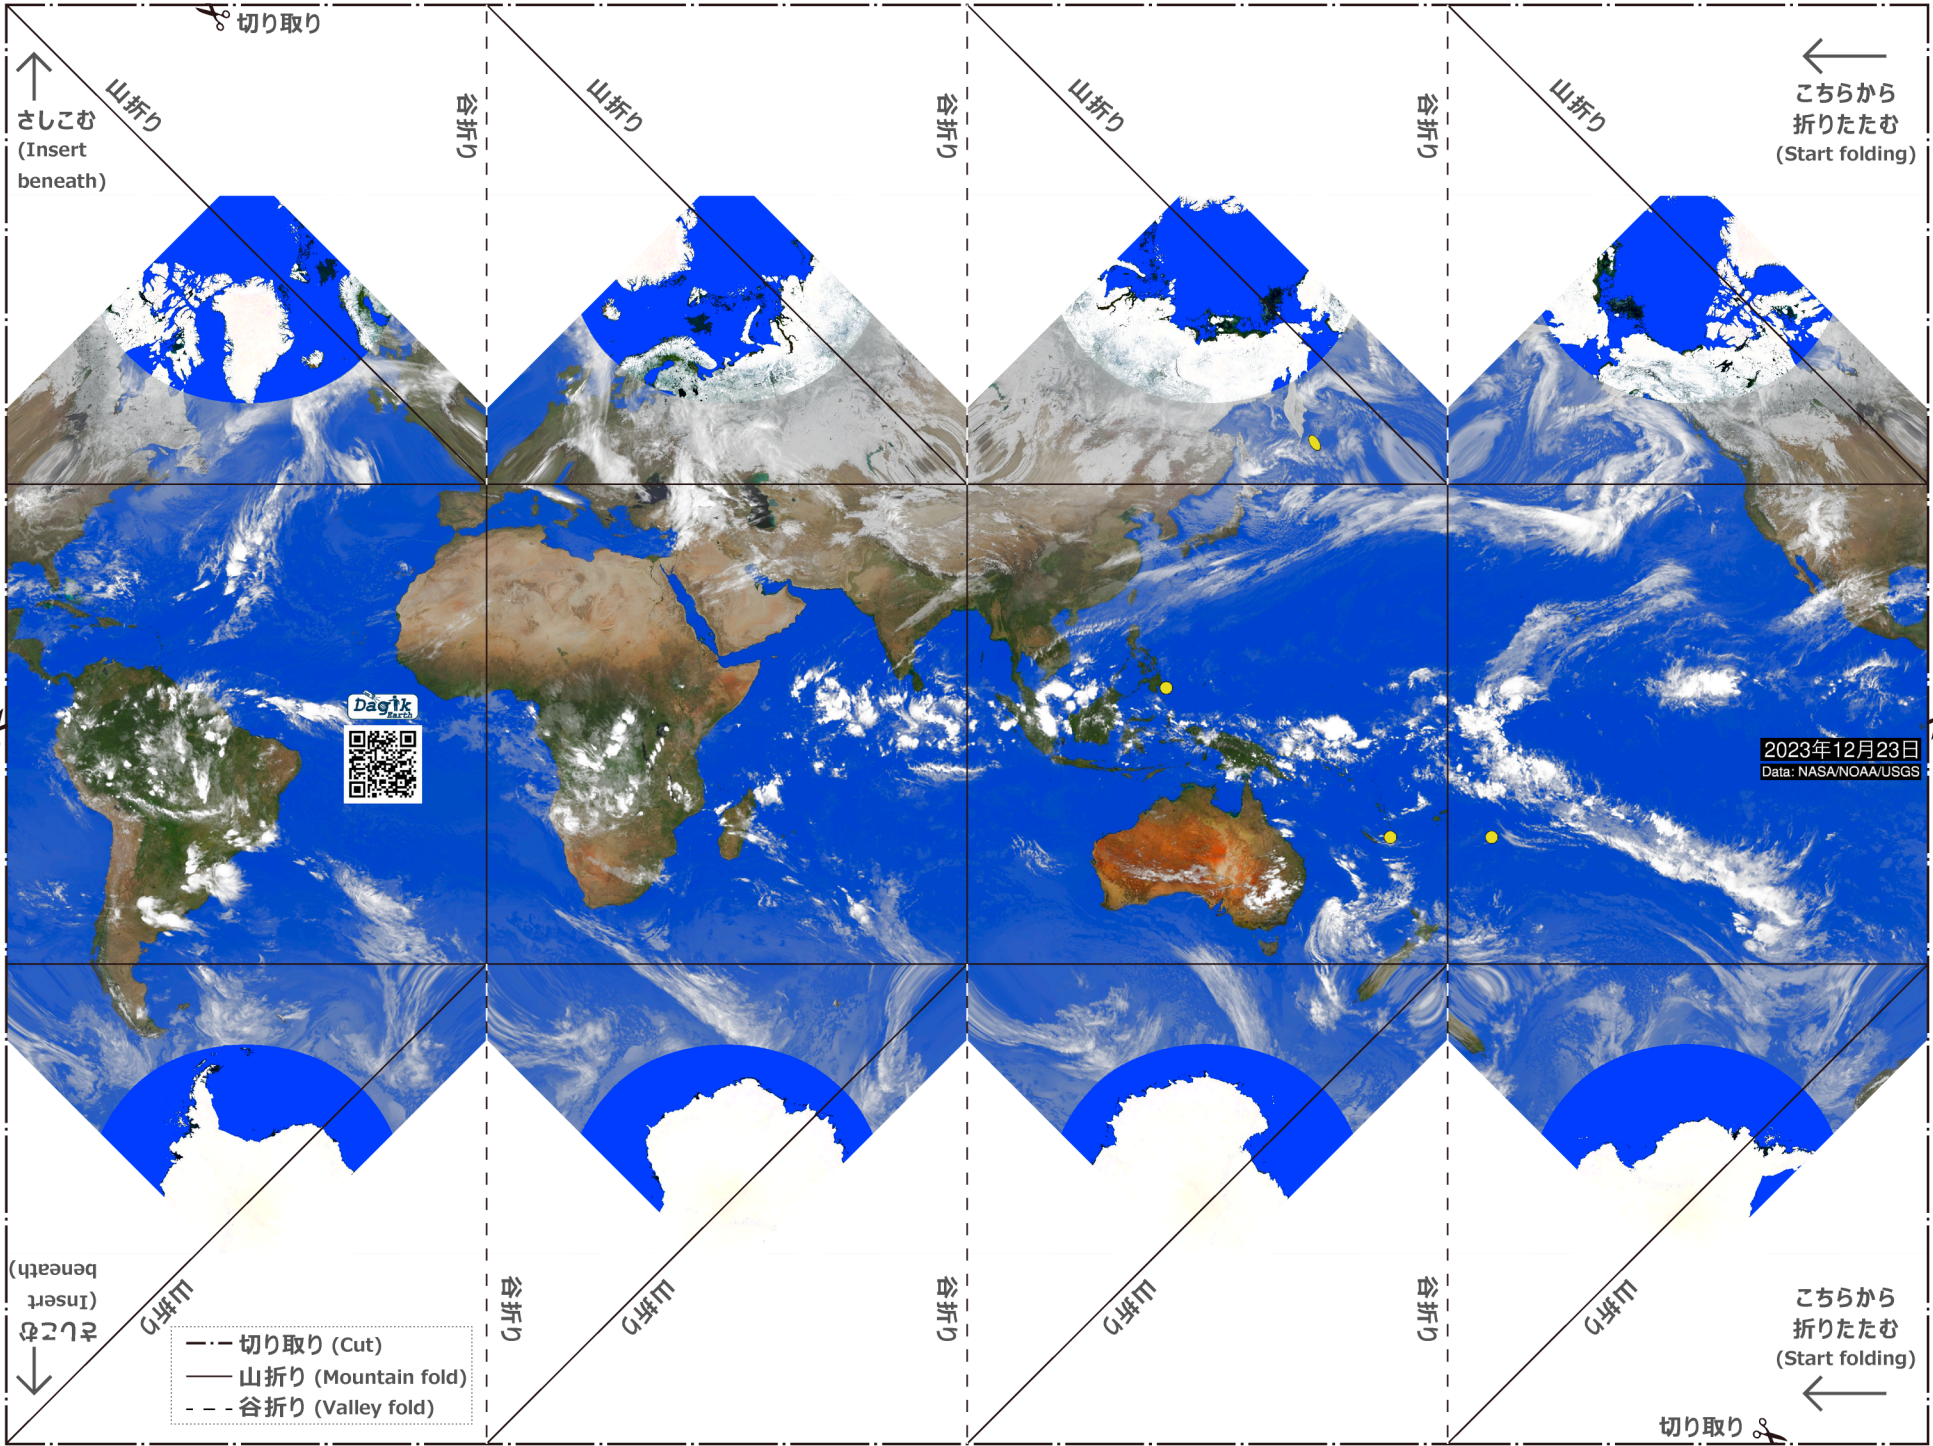 切り取り
さしこむ
(Insert
beneath)
山折り
谷折り
山折り
谷折り
山折り
谷折り
山折り
こちらから
折りたたむ
(Start folding)
Dagik
Earth
2023年12月23日
Data: NASA/NOAA/USGS
さしこむ
(Insert
beneath)
山折り
谷折り
山折り
谷折り
山折り
谷折り
山折り
こちらから
折りたたむ
(Start folding)
切り取り (Cut)
山折り (Mountain fold)
谷折り (Valley fold)
切り取り